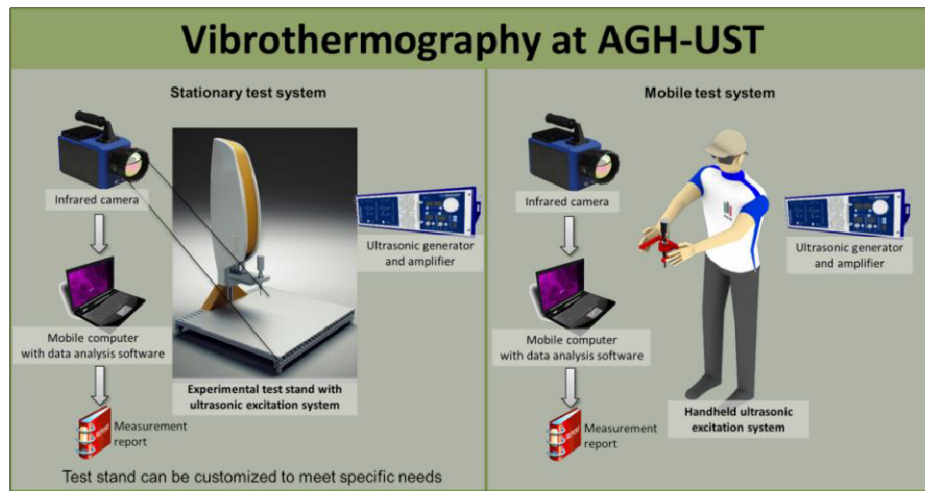 Vibrothermography at AGH-UST
Stationary test system
Infrared camera
Ultrasonic generator
and amplifier
Mobile computer
with data analysis software
Experimental test stand with
ultrasonic excitation system
Measurement
report
Test stand can be customized to meet specific needs
Mobile test system
Infrared camera
Ultrasonic generator
and amplifier
Mobile computer
with data analysis software
Handheld ultrasonic
excitation system
Measurement
report